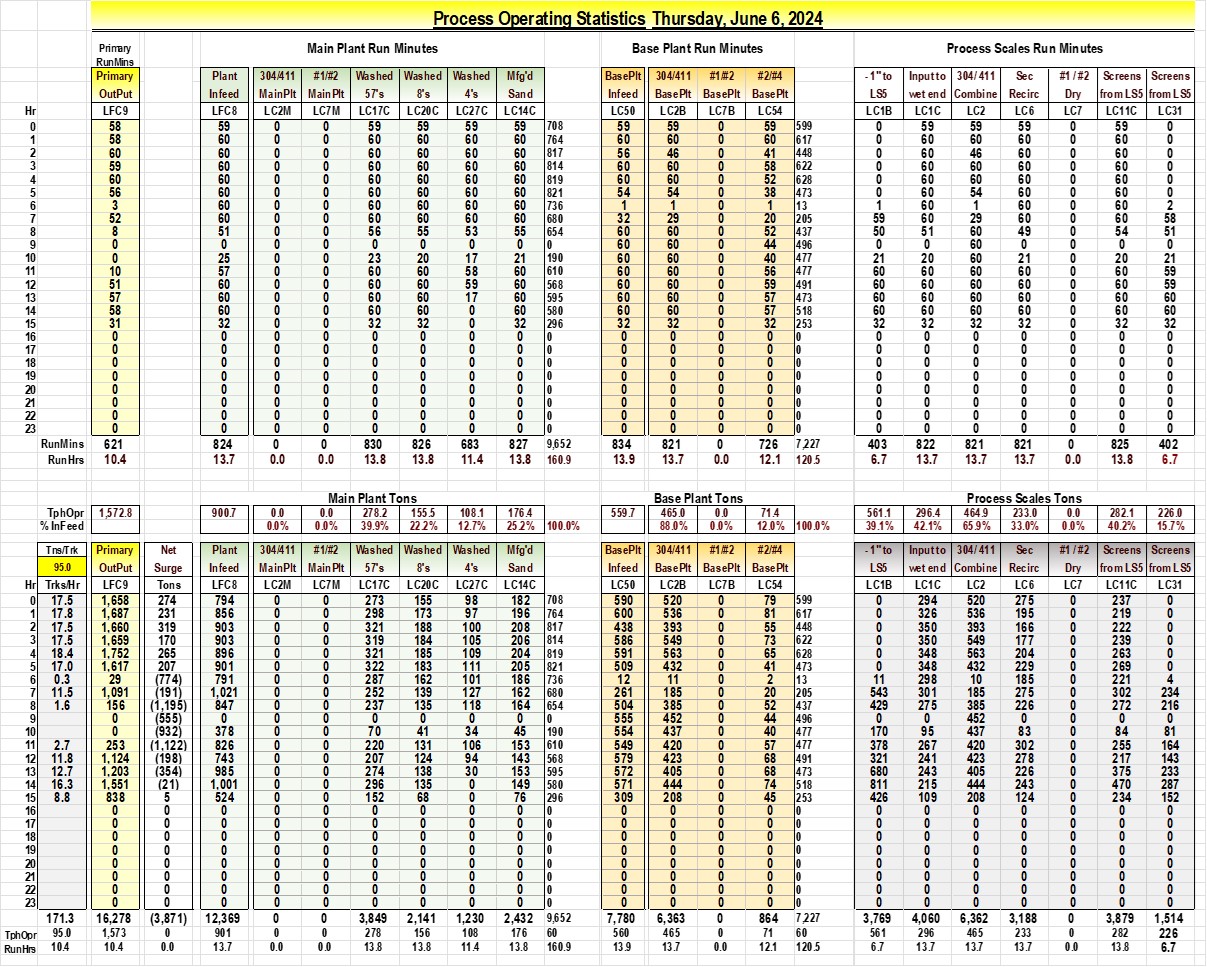 Process Operating Statistics Thursday, June 6, 2024
Primary Main Plant Run Minutes Base Plant Run Minutes Process Scales Run Minutes
RunMins
Primary Plant 304/411 #1/#2 Washed Washed Washed Mfg'd BasePlt 304/411 #1/#2 #2/#4 -1" to Input to 304/ 411 Sec #1 / #2 Screens Screens
OutPut Infeed MainPlt MainPlt 57's 8's 4's Sand Infeed BasePlt BasePlt BasePlt LS5 wet end Combine Recirc Dry from LS5 from LS5
Hr LFC9 LFC8 LC2M LC7M LC17C LC20C LC27C LC14C LC50 LC2B LC7B LC54 LC1B LC1C LC2 LC6 LC7 LC11C LC31
0 58 59 0 0 59 59 59 59 708 59 59 0 59 599 0 59 59 59 0 59 0
1 58 60 0 0 60 60 60 60 764 60 60 0 60 617 0 60 60 60 0 60 0
2 60 60 0 0 60 60 60 60 817 56 46 0 41 448 0 60 46 60 0 60 0
3 59 60 0 0 60 60 60 60 814 60 60 0 58 622 0 60 60 60 0 60 0
4 60 60 0 0 60 60 60 60 819 60 60 0 52 628 0 60 60 60 0 60 0
5 56 60 0 0 60 60 60 60 821 54 54 0 38 473 0 60 54 60 0 60 0
6 3 60 0 0 60 60 60 60 736 1 1 0 1 13 1 60 1 60 0 60 2
7 52 60 0 0 60 60 60 60 680 32 29 0 20 205 59 60 29 60 0 60 58
8 8 51 0 0 56 55 53 55 654 60 60 0 52 437 50 51 60 49 0 54 51
9 0 0 0 0 0 0 0 0 0 60 60 0 44 496 0 0 60 0 0 0 0
10 0 25 0 0 23 20 17 21 190 60 60 0 40 477 21 20 60 21 0 20 21
11 10 57 0 0 60 60 58 60 610 60 60 0 56 477 60 60 60 60 0 60 59
12 51 60 0 0 60 60 59 60 568 60 60 0 59 491 60 60 60 60 0 60 59
13 57 60 0 0 60 60 17 60 595 60 60 0 57 473 60 60 60 60 0 60 60
14 58 60 0 0 60 60 0 60 580 60 60 0 57 518 60 60 60 60 0 60 60
15 31 32 0 0 32 32 0 32 296 32 32 0 32 253 32 32 32 32 0 32 32
16 0 0 0 0 0 0 0 0 0 0 0 0 0 0 0 0 0 0 0 0 0
17 0 0 0 0 0 0 0 0 0 0 0 0 0 0 0 0 0 0 0 0 0
18 0 0 0 0 0 0 0 0 0 0 0 0 0 0 0 0 0 0 0 0 0
19 0 0 0 0 0 0 0 0 0 0 0 0 0 0 0 0 0 0 0 0 0
20 0 0 0 0 0 0 0 0 0 0 0 0 0 0 0 0 0 0 0 0 0
21 0 0 0 0 0 0 0 0 0 0 0 0 0 0 0 0 0 0 0 0 0
22 0 0 0 0 0 0 0 0 0 0 0 0 0 0 0 0 0 0 0 0 0
23 0 0 0 0 0 0 0 0 0 0 0 0 0 0 0 0 0 0 0 0 0
RunMins 621 824 0 0 830 826 683 827 9,652 834 821 0 726 7,227 403 822 821 821 0 825 402
RunHrs 10.4 13.7 0.0 0.0 13.8 13.8 11.4 13.8 160.9 13.9 13.7 0.0 12.1 120.5 6.7 13.7 13.7 13.7 0.0 13.8 6.7
Main Plant Tons Base Plant Tons Process Scales Tons
TphOpr 1,572.8 900.7 0.0 0.0 278.2 155.5 108.1 176.4 559.7 465.0 0.0 71.4 561.1 296.4 464.9 233.0 0.0 282.1 226.0
% InFeed 0.0% 0.0% 39.9% 22.2% 12.7% 25.2% 100.0% 88.0% 0.0% 12.0% 100.0% 39.1% 42.1% 65.9% 33.0% 0.0% 40.2% 15.7%
Tns/Trk Primary Net Plant 304/411 #1/#2 Washed Washed Washed Mfg'd BasePlt 304/411 #1/#2 #2/#4 -1" to Input to 304/ 411 Sec #1 / #2 Screens Screens
95.0 OutPut Surge Infeed MainPlt MainPlt 57's 8's 4's Sand Infeed BasePlt BasePlt BasePlt LS5 wet end Combine Recirc Dry from LS5 from LS5
Hr Trks/Hr LFC9 Tons LFC8 LC2M LC7M LC17C LC20C LC27C LC14C LC50 LC2B LC7B LC54 LC1B LC1C LC2 LC6 LC7 LC11C LC31
0 17.5 1,658 274 794 0 0 273 155 98 182 708 590 520 0 79 599 0 294 520 275 0 237 0
1 17.8 1,687 231 856 0 0 298 173 97 196 764 600 536 0 81 617 0 326 536 195 0 219 0
2 17.5 1,660 319 903 0 0 321 188 100 208 817 438 393 0 55 448 0 350 393 166 0 222 0
3 17.5 1,659 170 903 0 0 319 184 105 206 814 586 549 0 73 622 0 350 549 177 0 239 0
4 18.4 1,752 265 896 0 0 321 185 109 204 819 591 563 0 65 628 0 348 563 204 0 263 0
5 17.0 1,617 207 901 0 0 322 183 111 205 821 509 432 0 41 473 0 348 432 229 0 269 0
6 0.3 29 (774) 791 0 0 287 162 101 186 736 12 11 0 2 13 11 298 10 185 0 221 4
7 11.5 1,091 (191) 1,021 0 0 252 139 127 162 680 261 185 0 20 205 543 301 185 275 0 302 234
8 1.6 156 (1,195) 847 0 0 237 135 118 164 654 504 385 0 52 437 429 275 385 226 0 272 216
9 0 (555) 0 0 0 0 0 0 0 0 555 452 0 44 496 0 0 452 0 0 0 0
10 0 (932) 378 0 0 70 41 34 45 190 554 437 0 40 477 170 95 437 83 0 84 81
11 2.7 253 (1,122) 826 0 0 220 131 106 153 610 549 420 0 57 477 378 267 420 302 0 255 164
12 11.8 1,124 (198) 743 0 0 207 124 94 143 568 579 423 0 68 491 321 241 423 278 0 217 143
13 12.7 1,203 (354) 985 0 0 274 138 30 153 595 572 405 0 68 473 680 243 405 226 0 375 233
14 16.3 1,551 (21) 1,001 0 0 296 135 0 149 580 571 444 0 74 518 811 215 444 243 0 470 287
15 8.8 838 5 524 0 0 152 68 0 76 296 309 208 0 45 253 426 109 208 124 0 234 152
16 0 0 0 0 0 0 0 0 0 0 0 0 0 0 0 0 0 0 0 0 0 0
17 0 0 0 0 0 0 0 0 0 0 0 0 0 0 0 0 0 0 0 0 0 0
18 0 0 0 0 0 0 0 0 0 0 0 0 0 0 0 0 0 0 0 0 0 0
19 0 0 0 0 0 0 0 0 0 0 0 0 0 0 0 0 0 0 0 0 0 0
20 0 0 0 0 0 0 0 0 0 0 0 0 0 0 0 0 0 0 0 0 0 0
21 0 0 0 0 0 0 0 0 0 0 0 0 0 0 0 0 0 0 0 0 0 0
22 0 0 0 0 0 0 0 0 0 0 0 0 0 0 0 0 0 0 0 0 0 0
23 0 0 0 0 0 0 0 0 0 0 0 0 0 0 0 0 0 0 0 0 0 0
171.3 16,278 (3,871) 12,369 0 0 3,849 2,141 1,230 2,432 9,652 7,780 6,363 0 864 7,227 3,769 4,060 6,362 3,188 0 3,879 1,514
TphOpr 95.0 1,573 0 901 0 0 278 156 108 176 60 560 465 0 71 60 561 296 465 233 0 282 226
RunHrs 10.4 10.4 0.0 13.7 0.0 0.0 13.8 13.8 11.4 13.8 160.9 13.9 13.7 0.0 12.1 120.5 6.7 13.7 13.7 13.7 0.0 13.8 6.7